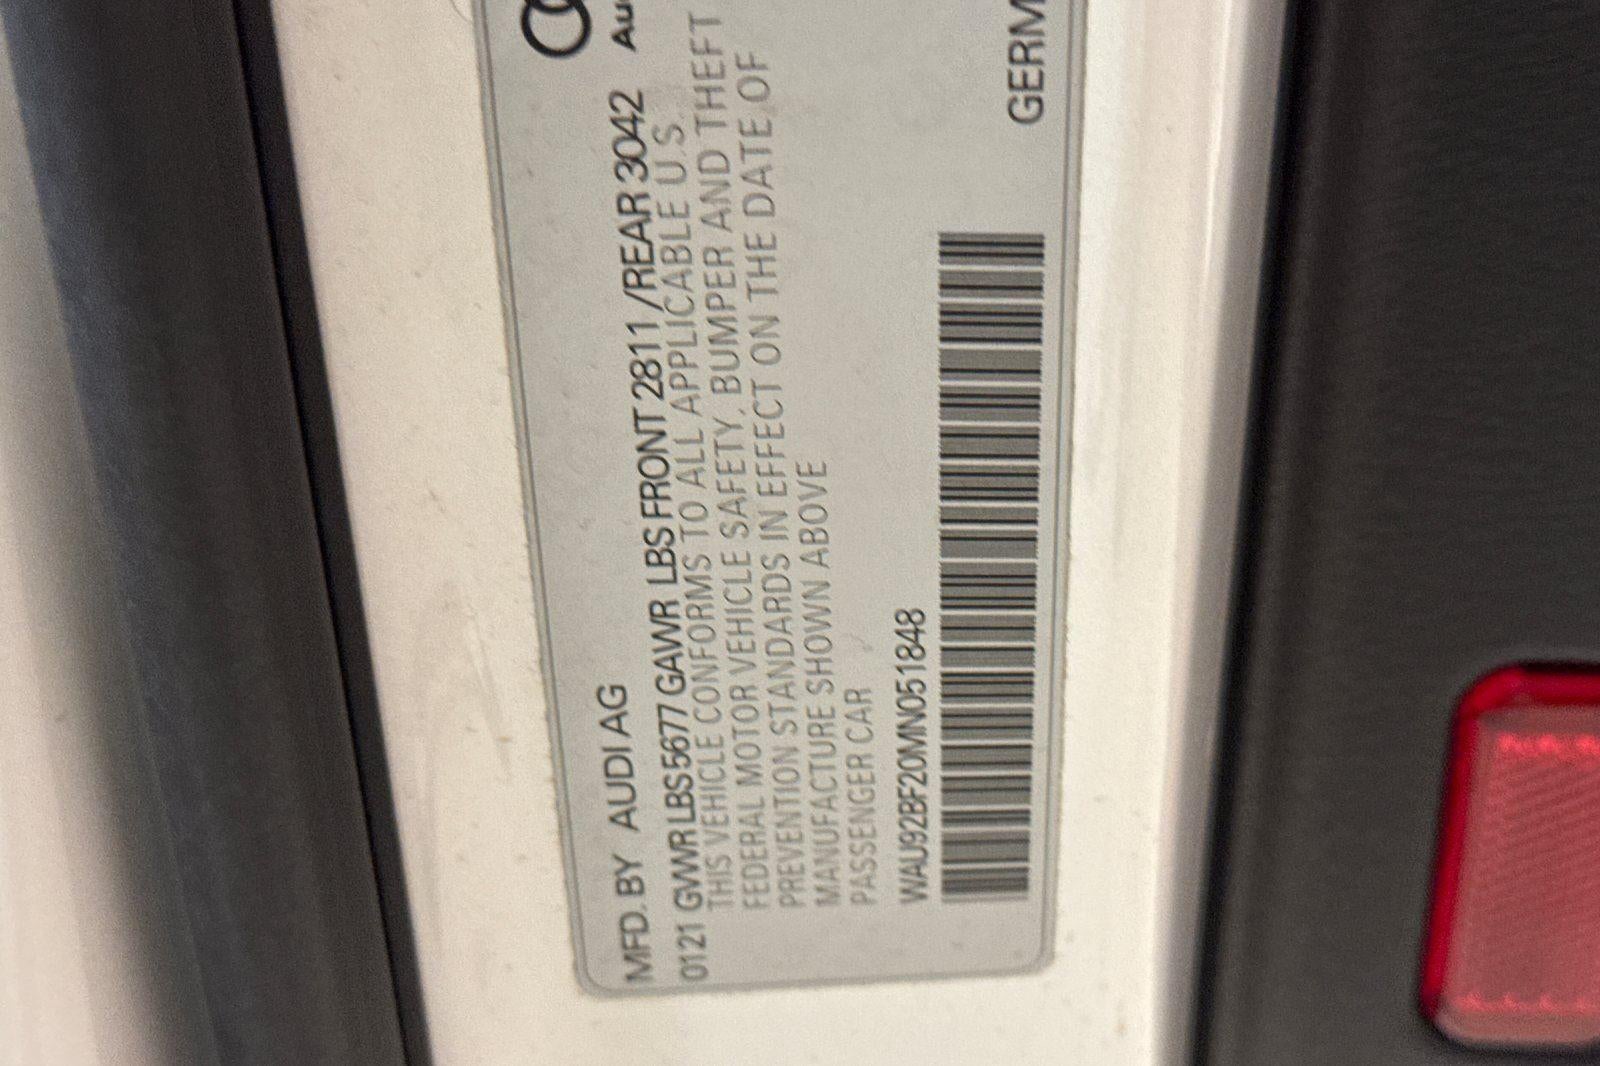 MFD. BY AUDI AG
0121 GVWR LBS 5677 GAWR LBS FRONT 2811 /REAR 3042
THIS VEHICLE CONFORMS TO ALL APPLICABLE U.S.
FEDERAL MOTOR VEHICLE SAFETY, BUMPER AND THEFT
PREVENTION STANDARDS IN EFFECT ON THE DATE OF
MANUFACTURE SHOWN ABOVE
PASSENGER CAR
WAU92BF20MN051848
GERM
Au